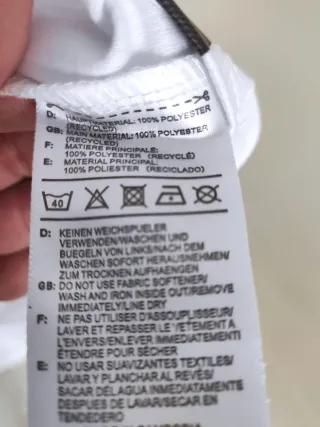 D: HAUPTMATERIAL: 100% POLYESTER
(RECYCLED)
GB: MAIN MATERIAL: 100% POLYESTER
(RECYCLED)
F: MATIERE PRINCIPALE:
100% POLYESTER (RECYCLÉ)
E: MATERIAL PRINCIPAL:
100% POLIESTER (RECICLADO)
40
D: KEINEN WEICHSPUELER
VERWENDEN/WASCHEN UND
BUEGELN VON LINKS/NACH DEM
WASCHEN SOFORT HERAUSNEHMEN/
ZUM TROCKNEN AUFHAENGEN
GB: DO NOT USE FABRIC SOFTENER/
WASH AND IRON INSIDE OUT/REMOVE
IMMEDIATELY/LINE DRY
F: NE PAS UTILISER D'ASSOUPLISSEUR/
LAVER ET REPASSER LE VÊTEMENT A
L'ENVERS/ENLEVER IMMEDIATEMENT/
ÉTENDRE POUR SÉCHER
E: NO USAR SUAVIZANTES TEXTILES/
LAVAR Y PLANCHAR AL REVÉS/
SACAR DEL AGUA INMEDIATAMENTE
DESPUES DE LAVAR/SECAR EN
TENDEDERO